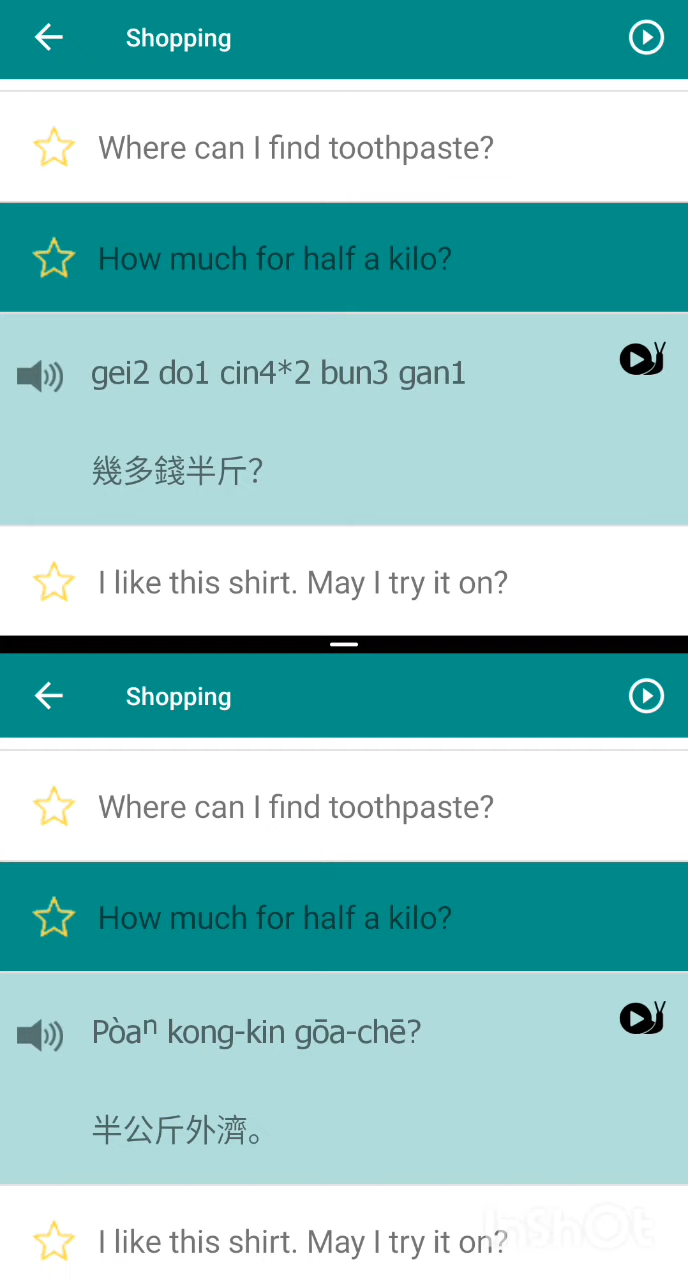 Shopping
Where can I find toothpaste?
How much for half a kilo?
gei2 do1 cin4*2 bun3 gan1
幾多錢半斤?
I like this shirt. May I try it on?
Shopping
Where can I find toothpaste?
How much for half a kilo?
Pòaⁿ kong-kin gōa-chē?
半公斤外濟。
I like this shirt. May I try it on?
InShOt